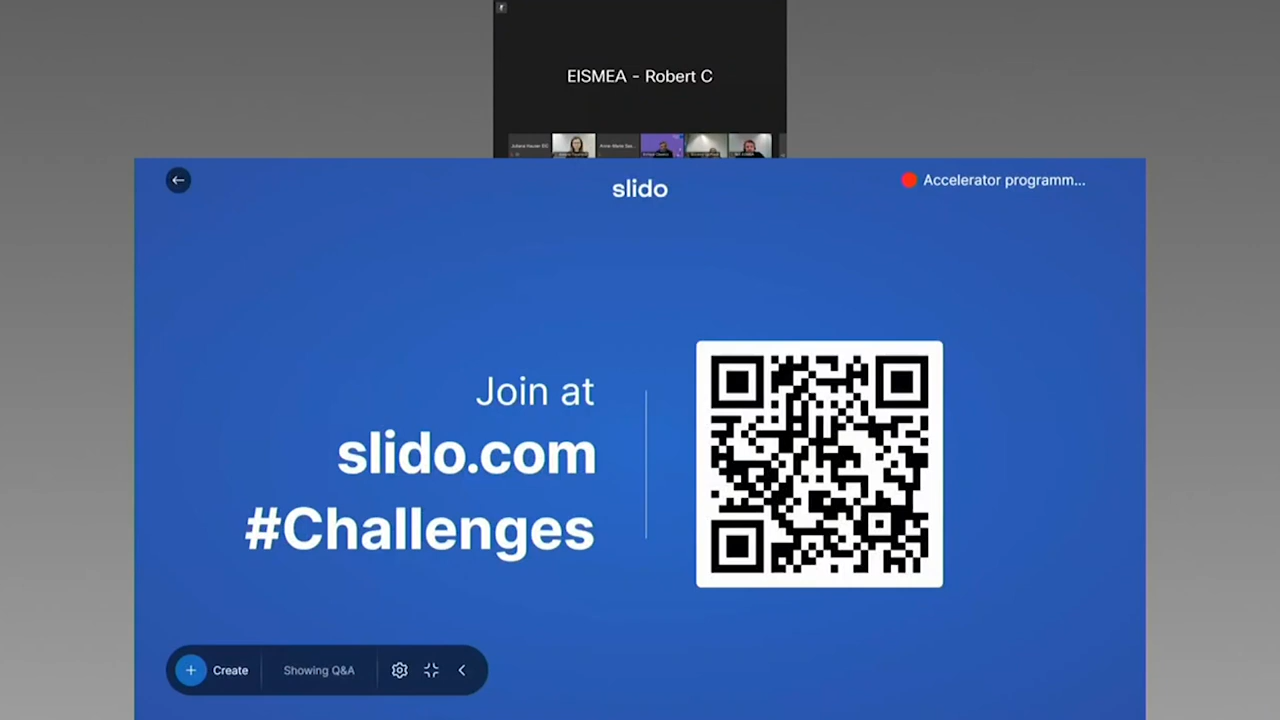 EISMEA - Robert C
slido
Accelerator programm...
Join at
slido.com
#Challenges
Create
Showing Q&A